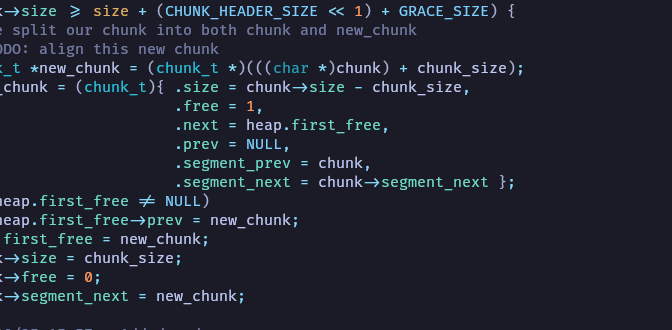 k->size >= size + (CHUNK_HEADER_SIZE << 1) + GRACE_SIZE) {
e split our chunk into both chunk and new_chunk
ODO: align this new chunk
k_t *new_chunk = (chunk_t *)(((char *)chunk) + chunk_size);
_chunk = (chunk_t){ .size = chunk->size - chunk_size,
.free = 1,
.next = heap.first_free,
.prev = NULL,
.segment_prev = chunk,
.segment_next = chunk->segment_next };
heap.first_free != NULL)
heap.first_free->prev = new_chunk;
first_free = new_chunk;
k->size = chunk_size;
k->free = 0;
k->segment_next = new_chunk;